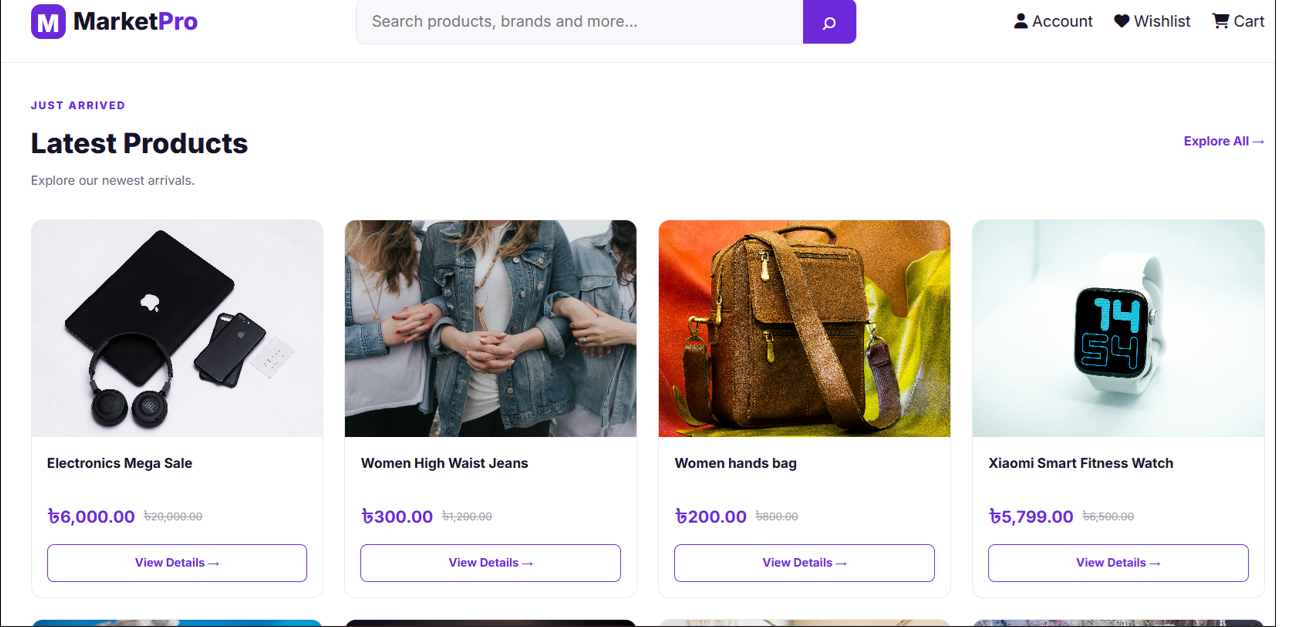 M MarketPro
Search products, brands and more...
Account Wishlist Cart
JUST ARRIVED
Latest Products
Explore All →
Explore our newest arrivals.
14
54
Electronics Mega Sale
৳6,000.00 ৳20,000.00
View Details →
Women High Waist Jeans
৳300.00 ৳1,200.00
View Details →
Women hands bag
৳200.00 ৳800.00
View Details →
Xiaomi Smart Fitness Watch
৳5,799.00 ৳6,500.00
View Details →